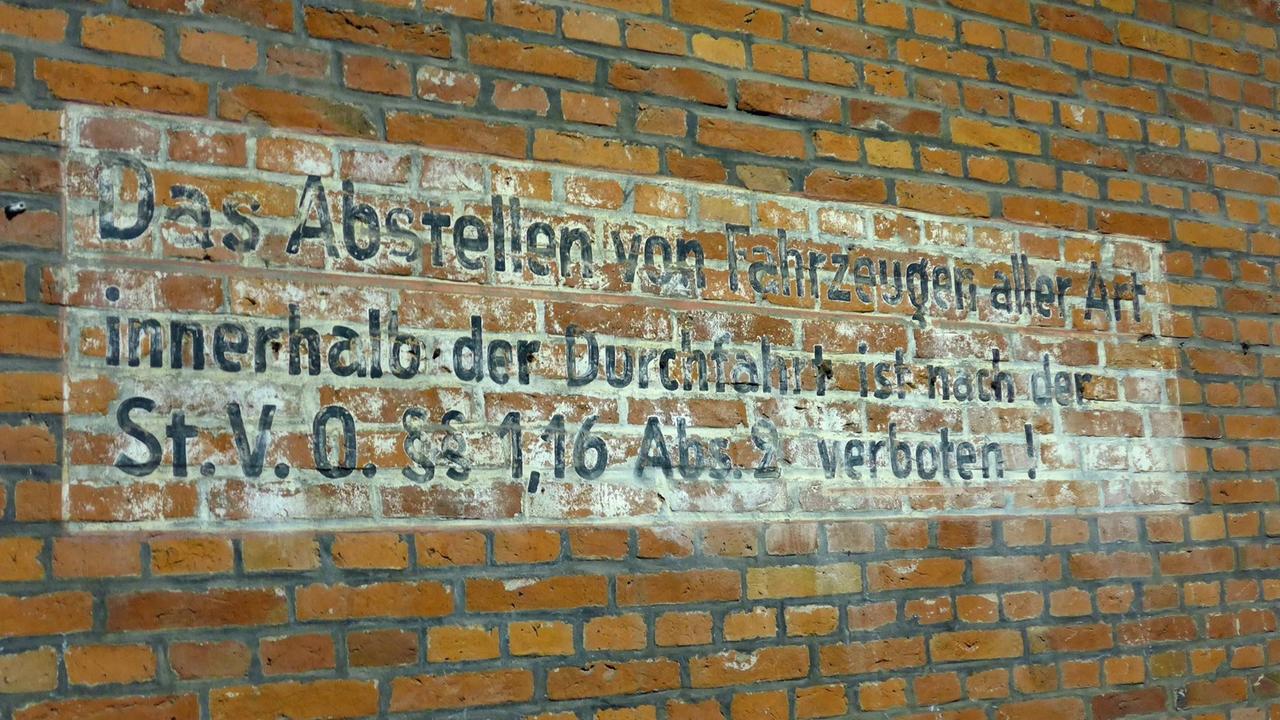 Das Abstellen von Fahrzeugen aller Art
innerhalb der Durchfahrt ist nach der
St. V. O. §§ 1,16 Abs. 2 verboten !